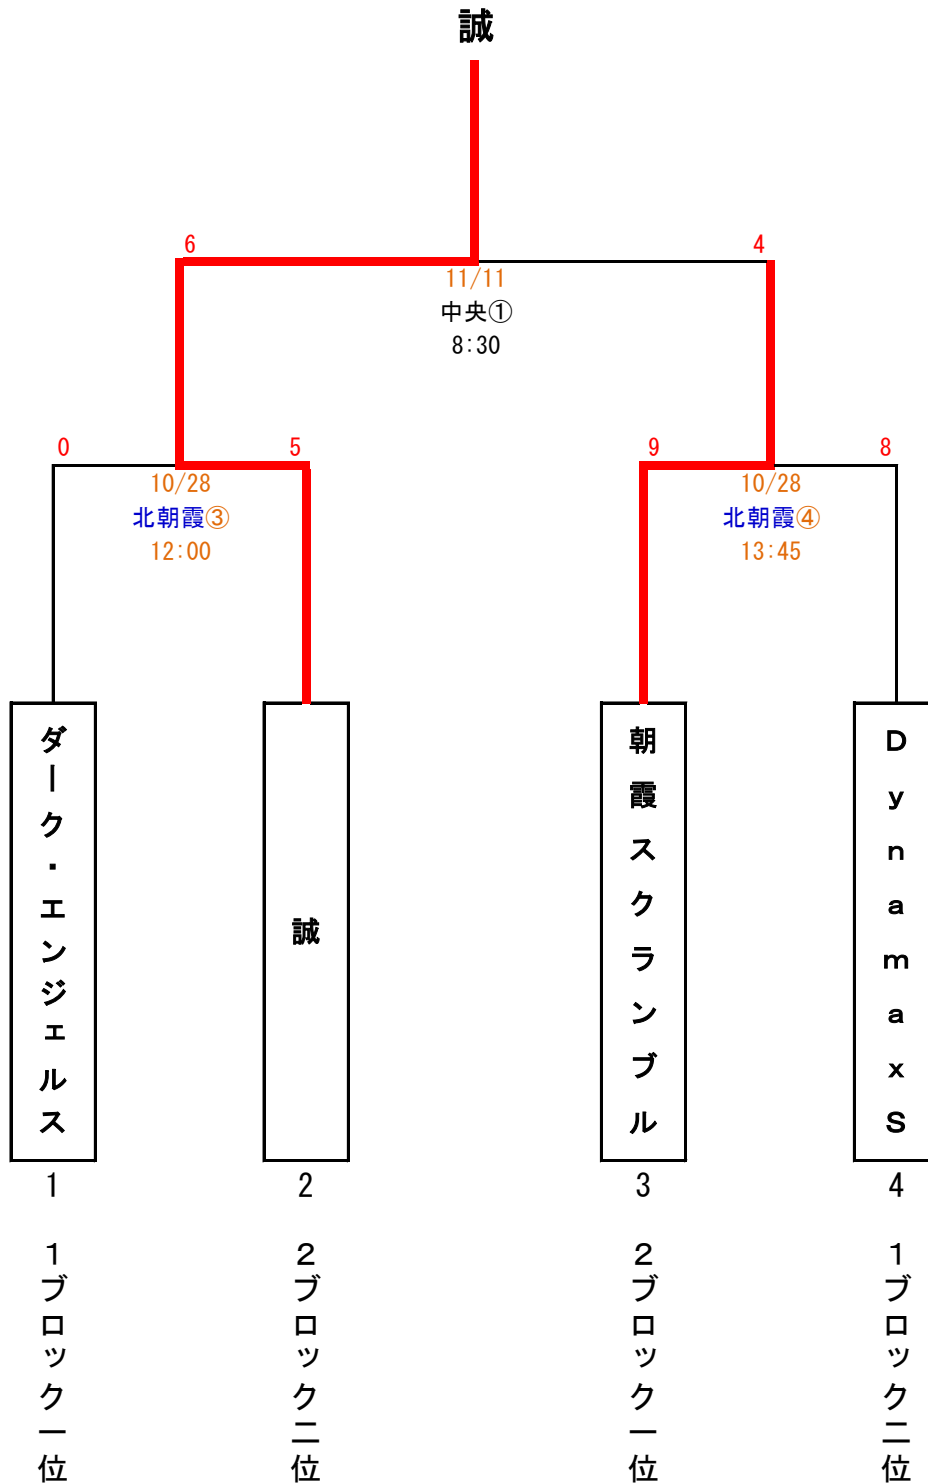 誠
6
4
11/11
中央①
8:30
0
5
9
8
10/28
北朝霞③
12:00
10/28
北朝霞④
13:45
ダーク・エンジェルス
誠
朝霞スクランブル
DynamaxS
1
2
3
4
1ブロック一位
2ブロック二位
2ブロック一位
1ブロック二位